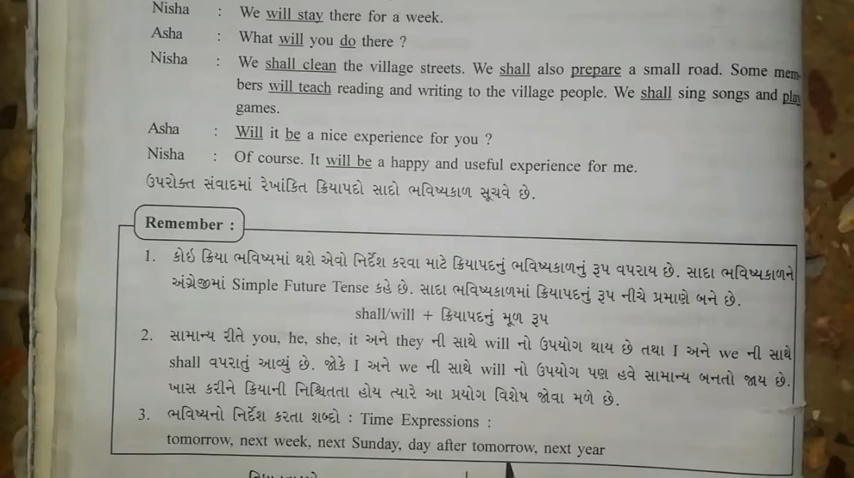 Nisha : We will stay there for a week.
Asha : What will you do there ?
Nisha : We shall clean the village streets. We shall also prepare a small road. Some mem-
bers will teach reading and writing to the village people. We shall sing songs and play
games.
Asha : Will it be a nice experience for you ?
Nisha : Of course. It will be a happy and useful experience for me.
ઉપરોક્ત સંવાદમાં રેખાંકિત ક્રિયાપદો સાદો ભવિષ્યકાળ સૂચવે છે.
Remember :
1. કોઇ ક્રિયા ભવિષ્યમાં થશે એવો નિર્દેશ કરવા માટે ક્રિયાપદનું ભવિષ્યકાળનું રૂપ વપરાય છે. સાદા ભવિષ્યકાળને
અંગ્રેજીમાં Simple Future Tense કહે છે. સાદા ભવિષ્યકાળમાં ક્રિયાપદનું રૂપ નીચે પ્રમાણે બને છે.
shall/will + ક્રિયાપદનું મૂળ રૂપ
2. સામાન્ય રીતે you, he, she, it અને they ની સાથે will નો ઉપયોગ થાય છે તથા I અને we ની સાથે
shall વપરાતું આવ્યું છે. જોકે I અને we ની સાથે will નો ઉપયોગ પણ હવે સામાન્ય બનતો જાય છે.
ખાસ કરીને ક્રિયાની નિશ્ચિતતા હોય ત્યારે આ પ્રયોગ વિશેષ જોવા મળે છે.
3. ભવિષ્યનો નિર્દેશ કરતા શબ્દો : Time Expressions :
tomorrow, next week, next Sunday, day after tomorrow, next year